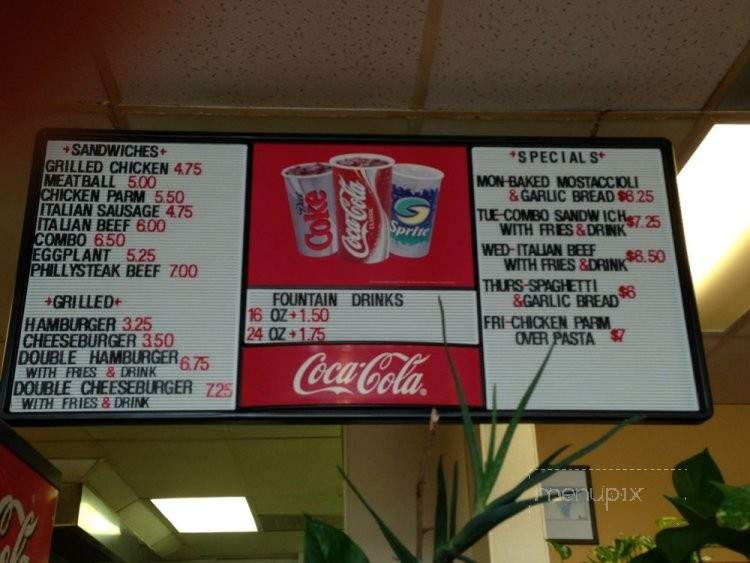 +SANDWICHES+
GRILLED CHICKEN 4.75
MEATBALL 5.00
CHICKEN PARM 5.50
ITALIAN SAUSAGE 4.75
ITALIAN BEEF 6.00
COMBO 6.50
EGGPLANT 5.25
PHILLYSTEAK BEEF 7.00
+GRILLED+
HAMBURGER 3.25
CHEESEBURGER 3.50
DOUBLE HAMBURGER 6.75
WITH FRIES & DRINK
DOUBLE CHEESEBURGER 7.25
WITH FRIES & DRINK
Diet Coke
Coca-Cola
CLASSIC
Sprite
FOUNTAIN DRINKS
16 OZ+1.50
24 OZ+1.75
Coca-Cola®
+SPECIALS+
MON-BAKED MOSTACCIOLI
& GARLIC BREAD $6.25
TUE-COMBO SANDWICH $7.25
WITH FRIES & DRINK
WED-ITALIAN BEEF $6.50
WITH FRIES & DRINK
THURS-SPAGHETTI $6
& GARLIC BREAD
FRI-CHICKEN PARM
OVER PASTA $7
menupix